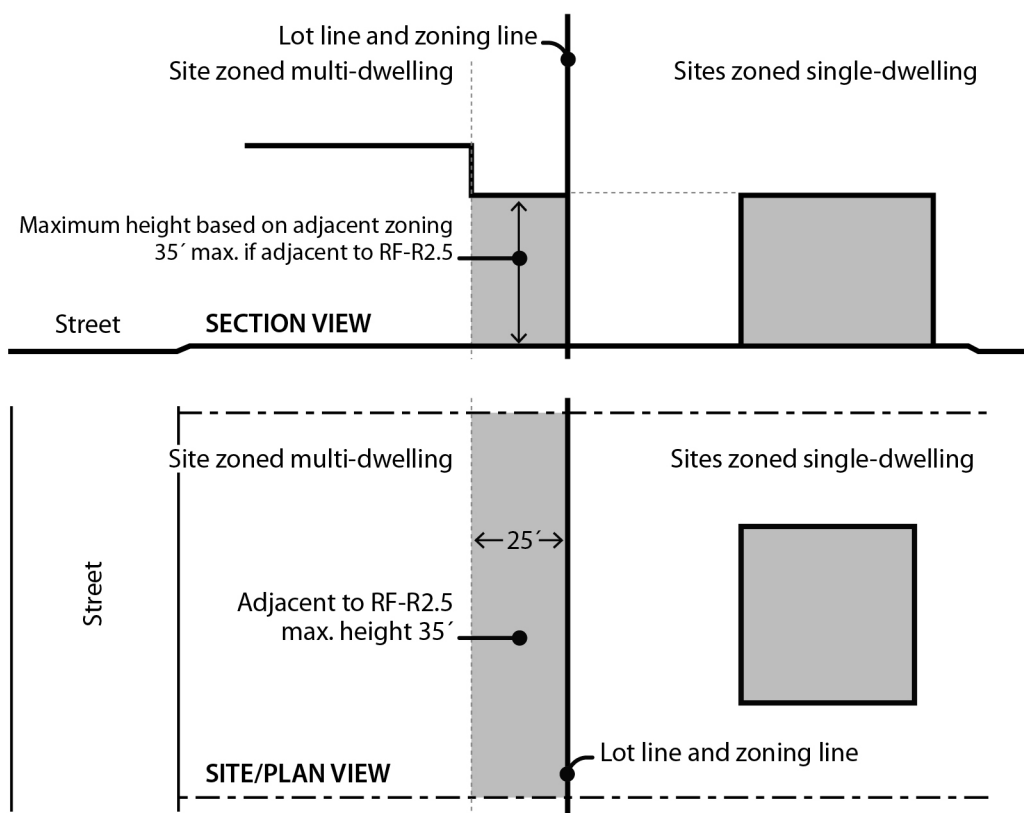 Lot line and zoning line
Site zoned multi-dwelling
Sites zoned single-dwelling
Maximum height based on adjacent zoning
35´ max. if adjacent to RF-R2.5
Street
SECTION VIEW
Site zoned multi-dwelling
Sites zoned single-dwelling
25´
Street
Adjacent to RF-R2.5
max. height 35´
Lot line and zoning line
SITE/PLAN VIEW